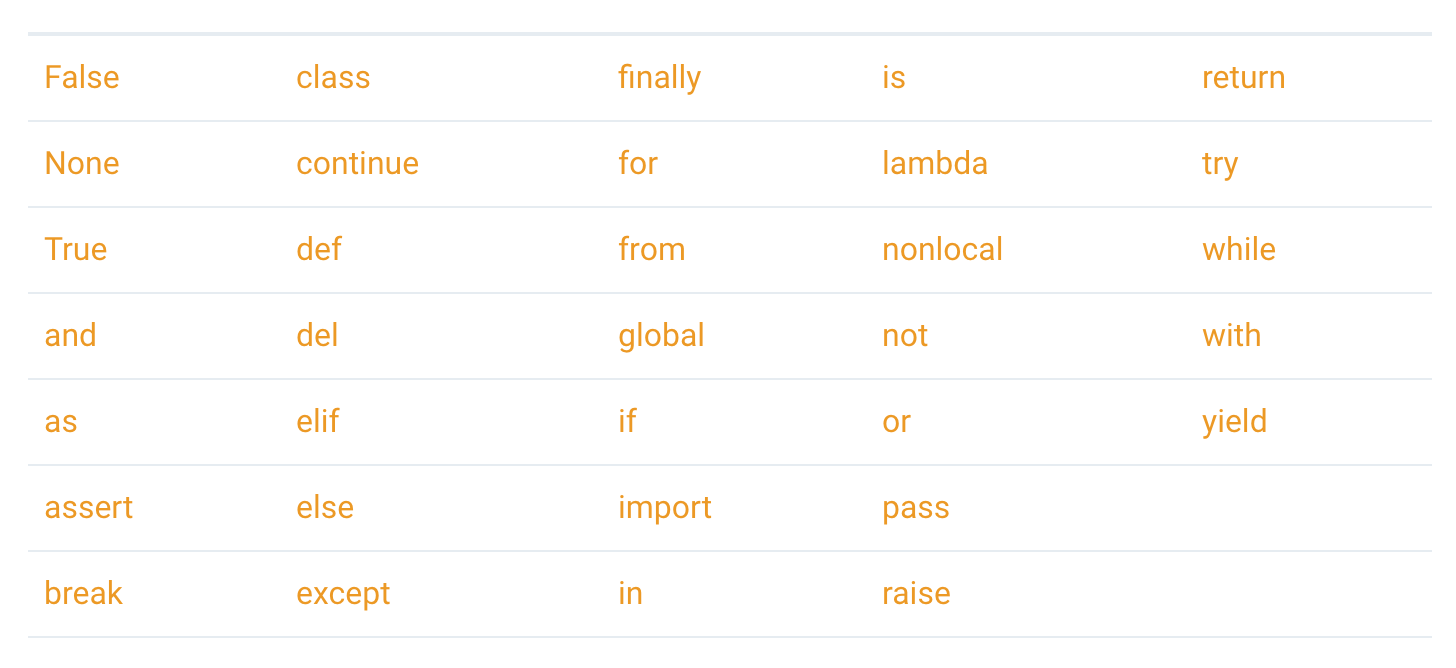 False class finally is return
None continue for lambda try
True def from nonlocal while
and del global not with
as elif if or yield
assert else import pass
break except in raise